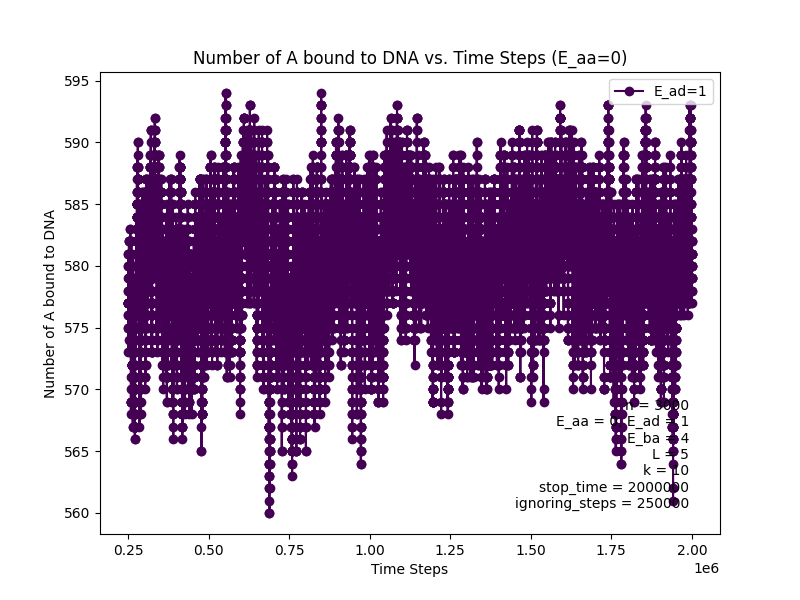 Number of A bound to DNA vs. Time Steps (E_aa=0)
E_ad=1
595
590
585
580
575
570
565
560
Number of A bound to DNA
n = 3000
E_aa = 0, E_ad = 1
E_ba = 4
L = 5
k = 10
stop_time = 2000000
ignoring_steps = 250000
0.25 0.50 0.75 1.00 1.25 1.50 1.75 2.00
1e6
Time Steps